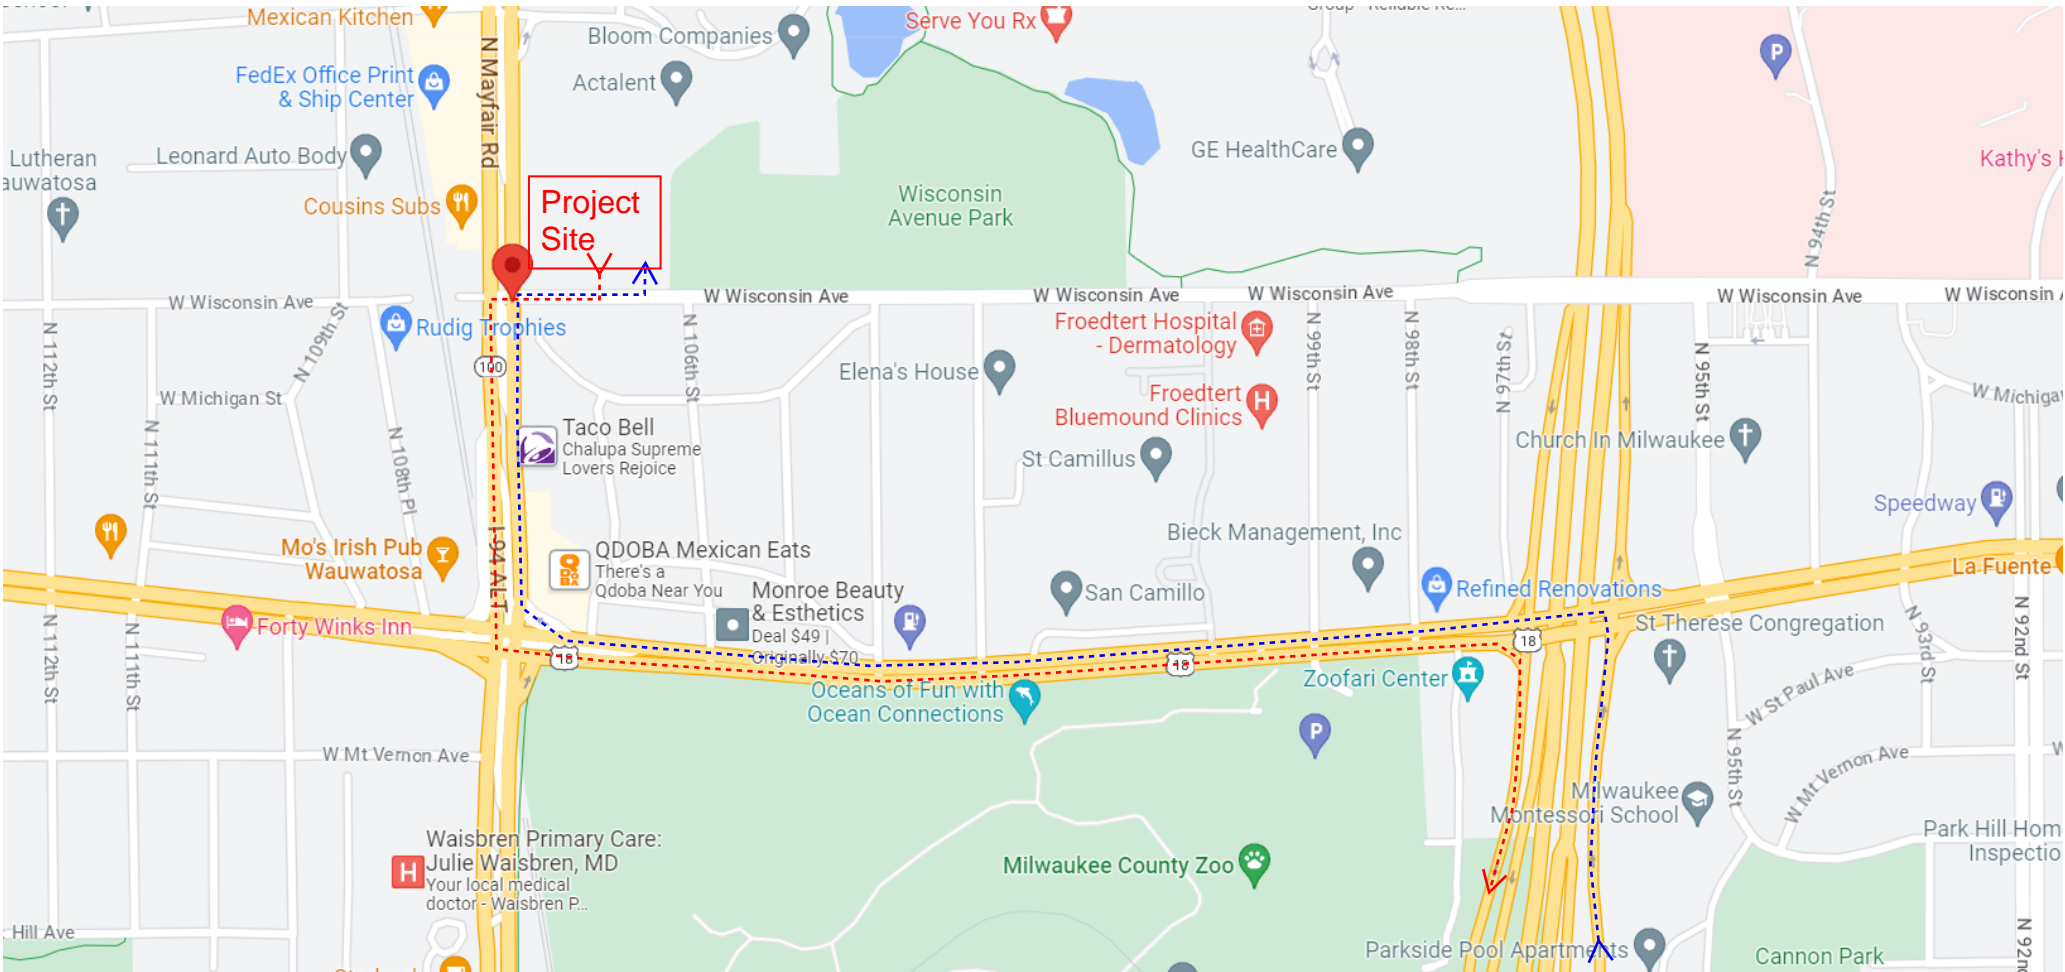 Mexican Kitchen
Bloom Companies
Serve You Rx
FedEx Office Print
& Ship Center
Actalent
N Mayfair Rd
P
Lutheran
auwatosa
Leonard Auto Body
GE HealthCare
Kathy's
Cousins Subs
Project
Site
Wisconsin
Avenue Park
N 94th St
W Wisconsin Ave
W Wisconsin Ave
W Wisconsin Ave
W Wisconsin Ave
W Wisconsin Ave
W Wisconsin
Rudig Trophies
N 112th St
N 109th St
100
N 106th St
Froedtert Hospital
- Dermatology
N 99th St
N 98th St
N 97th St
N 95th St
Elena's House
W Michigan St
W Michiga
Froedtert
Bluemound Clinics
H
Taco Bell
Chalupa Supreme
Lovers Rejoice
N 111th St
N 108th Pl
St Camillus
Church In Milwaukee
Speedway
Mo's Irish Pub
Wauwatosa
I-94 ALT
QDOBA Mexican Eats
There's a
Qdoba Near You
Bieck Management, Inc
La Fuente
Monroe Beauty
& Esthetics
Deal $49 |
Originally $70
San Camillo
Refined Renovations
Forty Winks Inn
St Therese Congregation
N 112th St
N 111th St
18
18
18
N 93rd St
N 92nd St
Oceans of Fun with
Ocean Connections
Zoofari Center
P
W St Paul Ave
W Mt Vernon Ave
N 95th St
W Mt Vernon Ave
Milwaukee
Montessori School
Waisbren Primary Care:
Julie Waisbren, MD
Your local medical
doctor - Waisbren P...
H
Milwaukee County Zoo
Park Hill Hom
Inspectio
Hill Ave
Parkside Pool Apartments
Cannon Park
N 92n